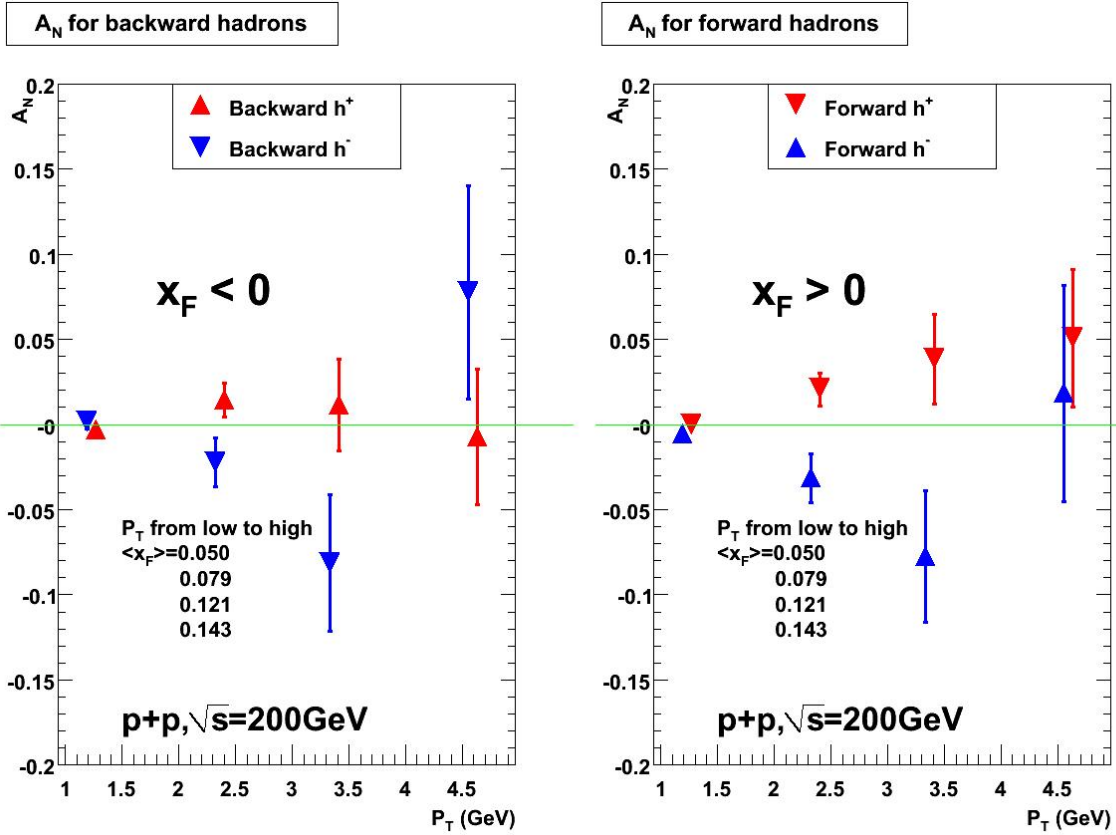 A_N for backward hadrons
A_N
0.2
0.15
0.1
0.05
-0
-0.05
-0.1
-0.15
-0.2
Backward h⁺
Backward h⁻
x_F < 0
P_T from low to high
<x_F>=0.050
0.079
0.121
0.143
p+p,√s=200GeV
1 1.5 2 2.5 3 3.5 4 4.5
P_T (GeV)
A_N for forward hadrons
A_N
0.2
0.15
0.1
0.05
-0
-0.05
-0.1
-0.15
-0.2
Forward h⁺
Forward h⁻
x_F > 0
P_T from low to high
<x_F>=0.050
0.079
0.121
0.143
p+p,√s=200GeV
1 1.5 2 2.5 3 3.5 4 4.5
P_T (GeV)